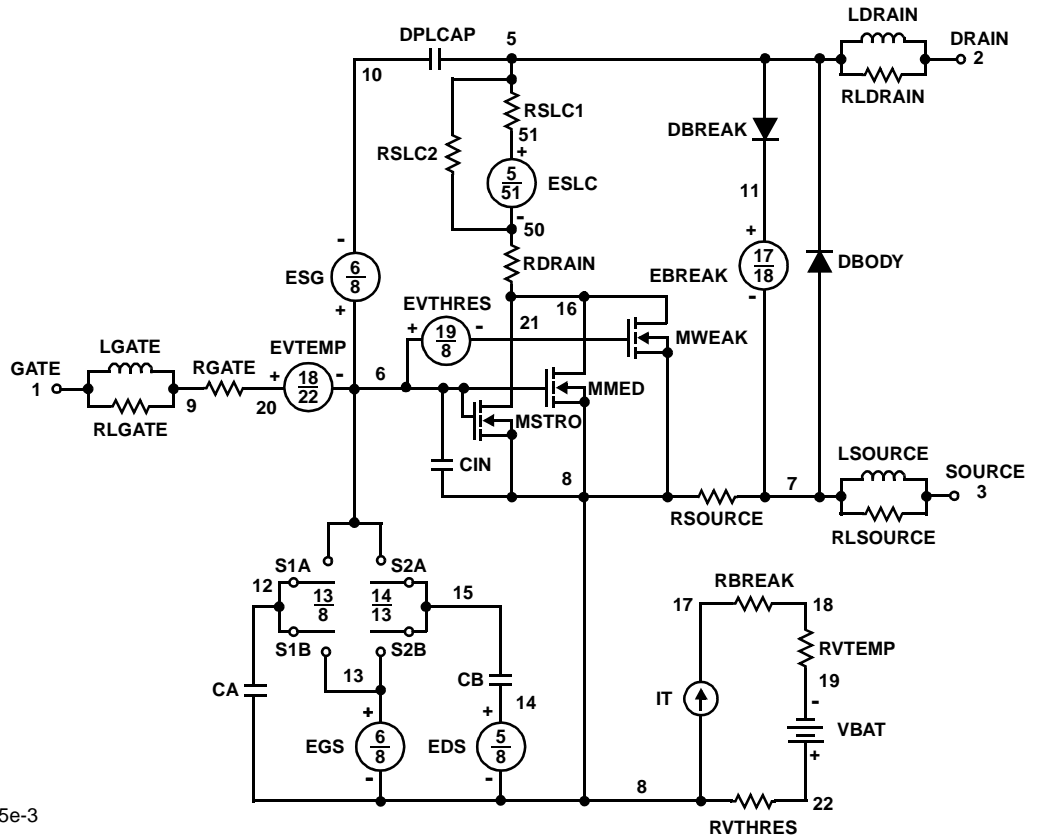 LDRAIN
DPLCAP
5
DRAIN
2
10
RLDRAIN
RSLC1
DBREAK
51
+
RSLC2
5
51
ESLC
11
-
50
-
+
RDRAIN
17
18
EBREAK
DBODY
ESG
6
8
16
-
EVTHRES
+
21
+
-
19
8
MWEAK
LGATE
EVTEMP
GATE
1
RGATE
+
-
6
18
22
MMED
9
20
MSTRO
RLGATE
LSOURCE
CIN
8
7
SOURCE
3
RSOURCE
RLSOURCE
S1A
S2A
12
13
8
14
13
15
RBREAK
17
18
S1B
S2B
RVTEMP
13
CB
19
CA
14
IT
-
+
+
VBAT
EGS
6
8
EDS
5
8
+
-
-
8
22
5e-3
RVTHRES